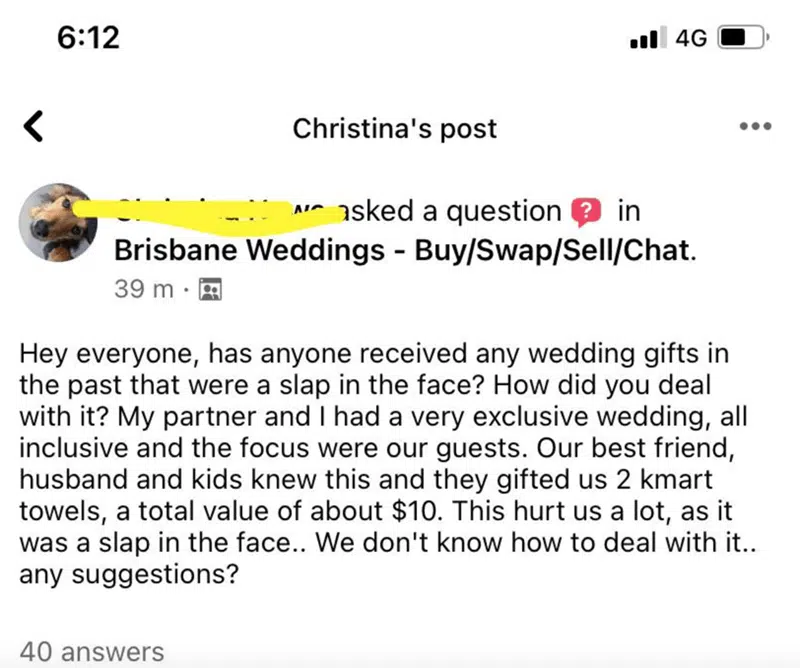 6:12 4G
Christina's post
asked a question in
Brisbane Weddings - Buy/Swap/Sell/Chat.
39 m ·
Hey everyone, has anyone received any wedding gifts in
the past that were a slap in the face? How did you deal
with it? My partner and I had a very exclusive wedding, all
inclusive and the focus were our guests. Our best friend,
husband and kids knew this and they gifted us 2 kmart
towels, a total value of about $10. This hurt us a lot, as it
was a slap in the face.. We don't know how to deal with it..
any suggestions?
40 answers